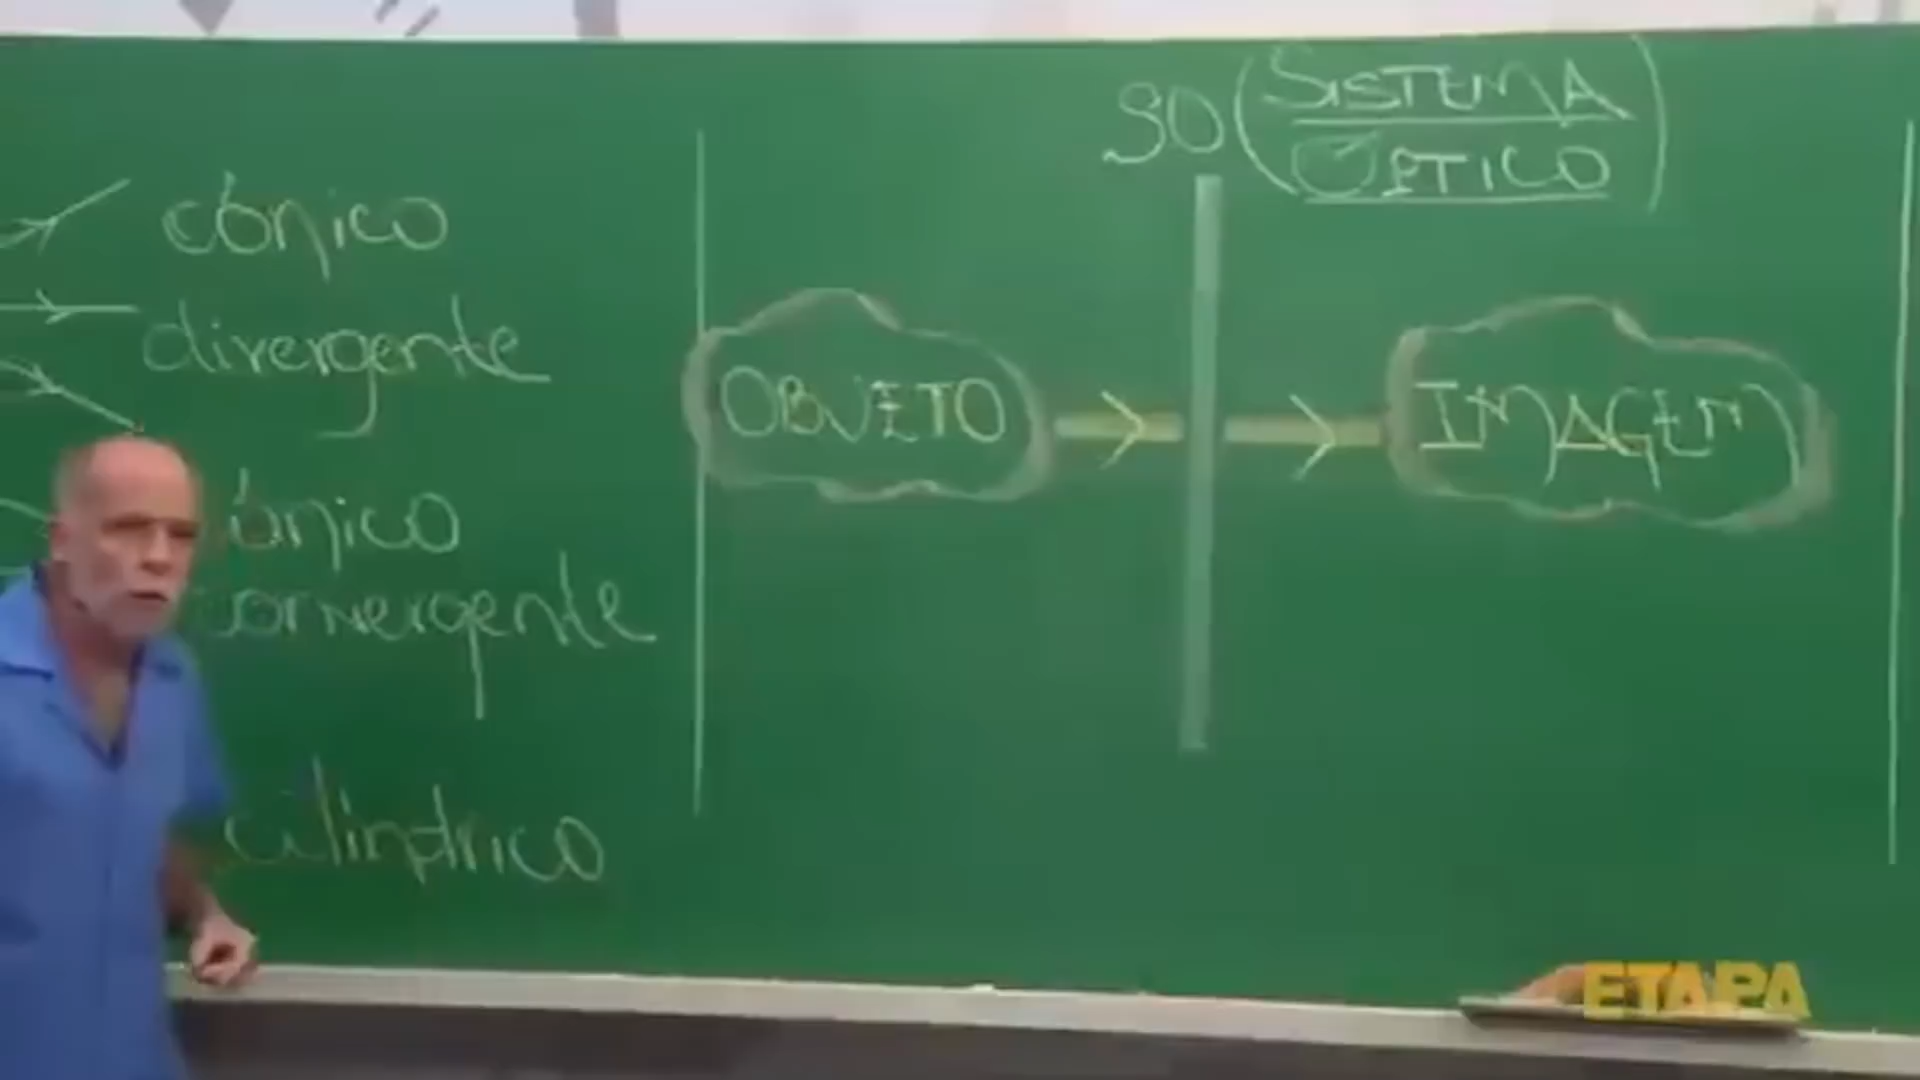 cônico
divergente
cônico
convergente
cilíndrico
SO (SISTEMA
ÓPTICO)
OBJETO
IMAGEM
ETAPA